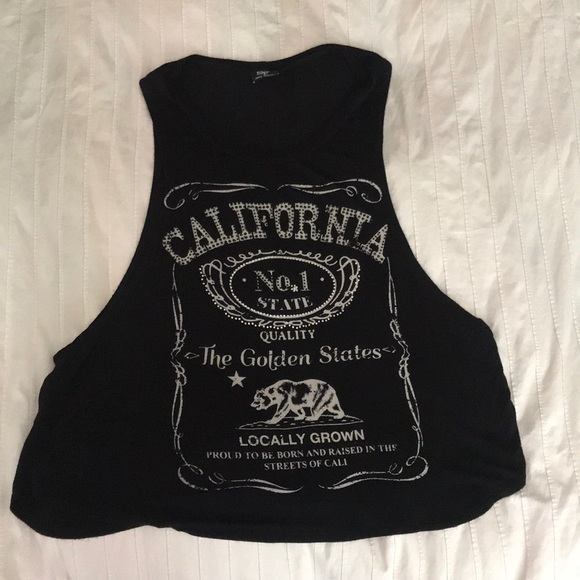 CALIFORNIA
No.1
STATE
QUALITY
The Golden States
LOCALLY GROWN
PROUD TO BE BORN AND RAISED IN THE
STREETS OF CALI